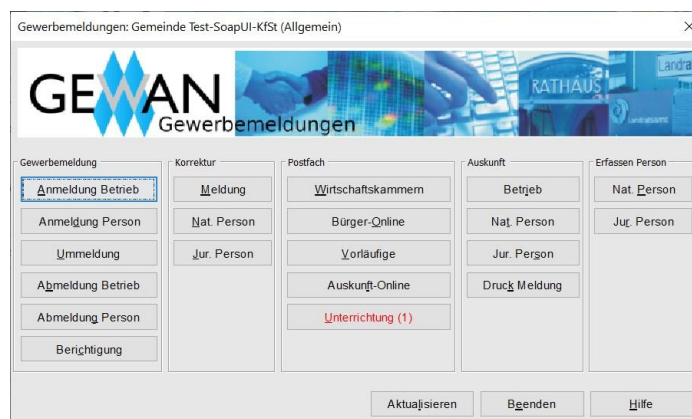 Gewerbemeldungen: Gemeinde Test-SoapUI-KfSt (Allgemein)
GEWAN
Gewerbemeldungen
RATHAUS
Landra
Landratsamt
Gewerbemeldung
Anmeldung Betrieb
Anmeldung Person
Ummeldung
Abmeldung Betrieb
Abmeldung Person
Berichtigung
Korrektur
Meldung
Nat. Person
Jur. Person
Postfach
Wirtschaftskammern
Bürger-Online
Vorläufige
Auskunft-Online
Unterrichtung (1)
Auskunft
Betrieb
Nat. Person
Jur. Person
Druck Meldung
Erfassen Person
Nat. Person
Jur. Person
Aktualisieren
Beenden
Hilfe